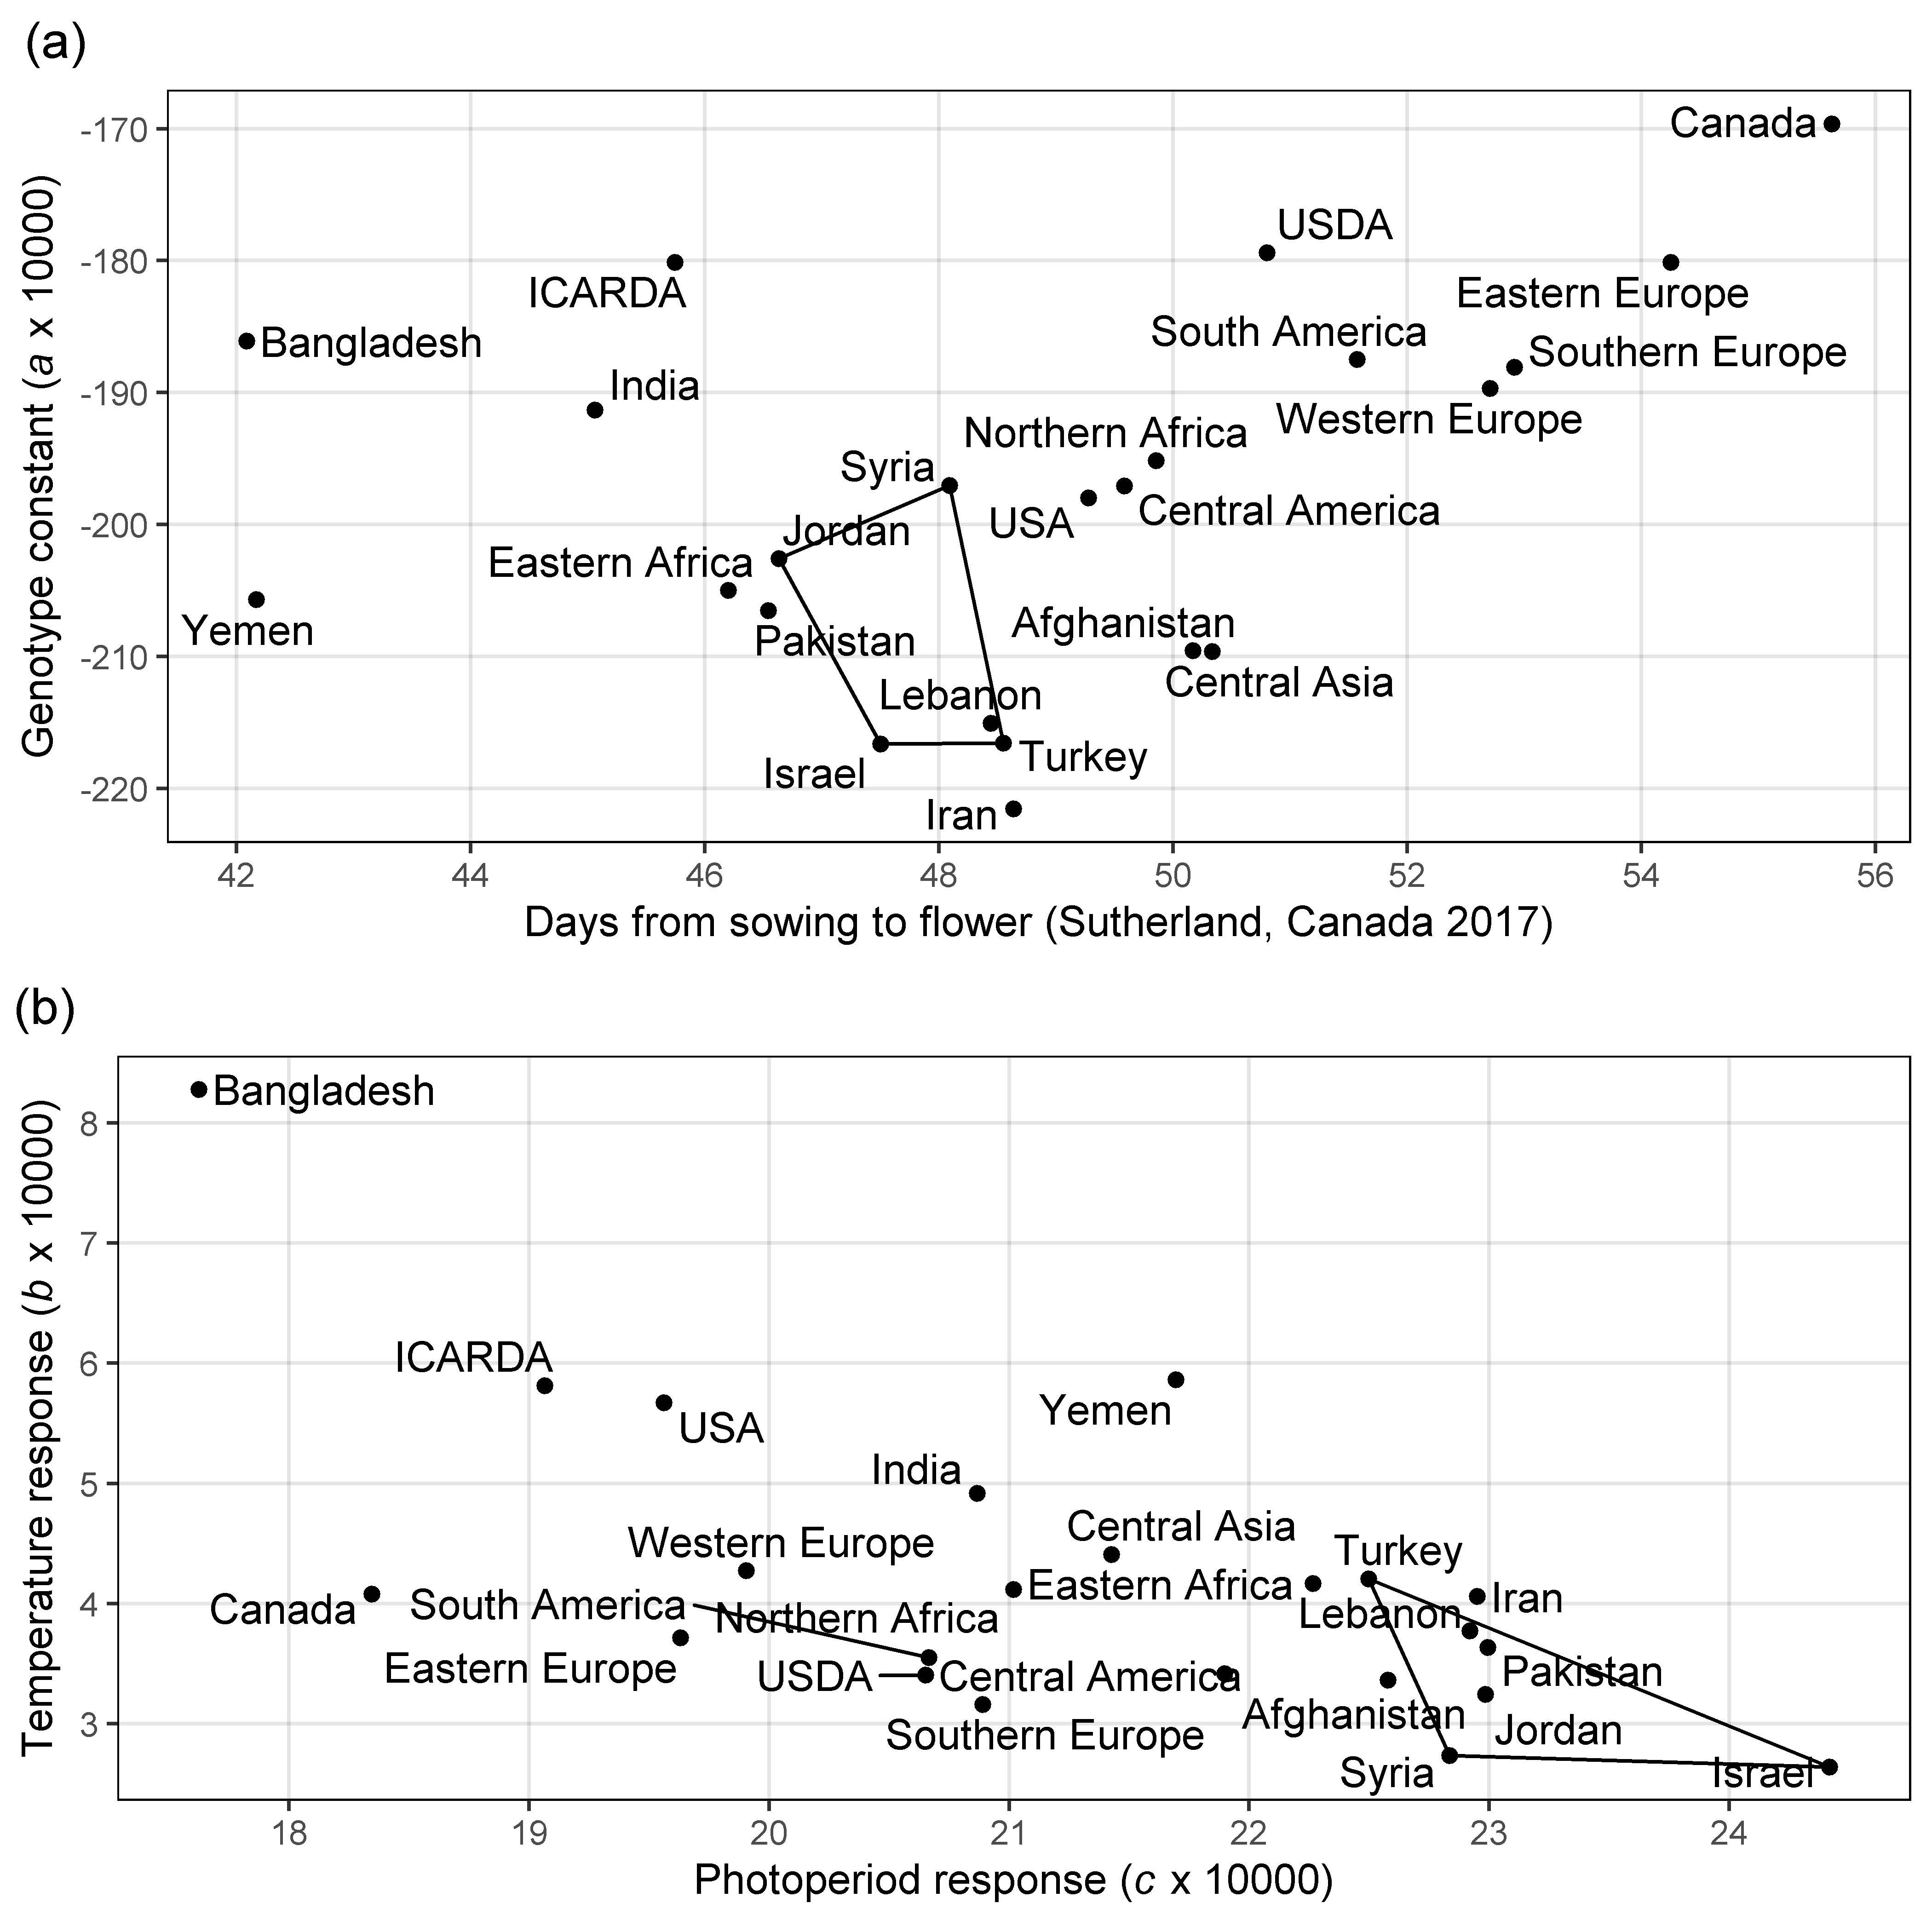 (a)
Genotype constant (a x 10000)
-170
-180
-190
-200
-210
-220
Canada
USDA
ICARDA
Eastern Europe
South America
Bangladesh
Southern Europe
India
Western Europe
Northern Africa
Syria
Central America
USA
Jordan
Eastern Africa
Afghanistan
Yemen
Pakistan
Central Asia
Lebanon
Turkey
Israel
Iran
42 44 46 48 50 52 54 56
Days from sowing to flower (Sutherland, Canada 2017)
(b)
Temperature response (b x 10000)
8
7
6
5
4
3
Bangladesh
ICARDA
Yemen
USA
India
Central Asia
Western Europe
Turkey
Eastern Africa
Iran
South America
Canada
Lebanon
Northern Africa
Eastern Europe
USDA
Central America
Pakistan
Afghanistan
Jordan
Southern Europe
Syria
Israel
18 19 20 21 22 23 24
Photoperiod response (c x 10000)